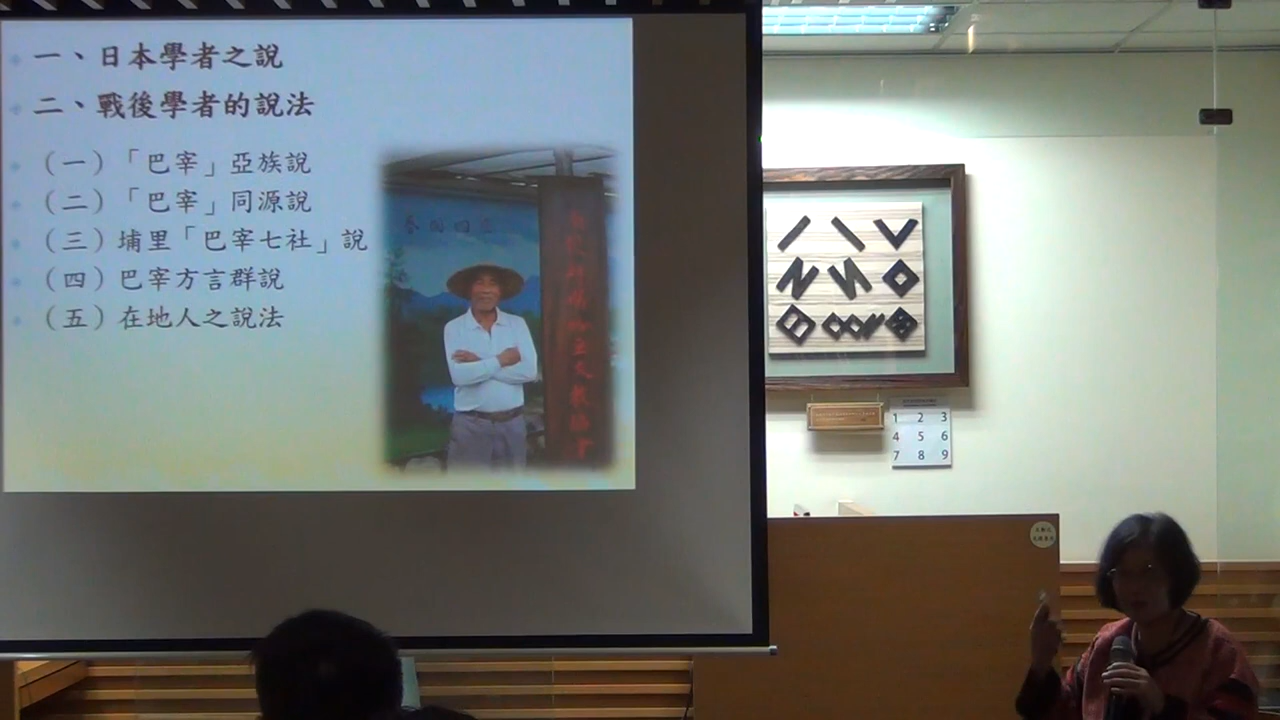 一、日本學者之說
二、戰後學者的說法
（一）「巴宰」亞族說
（二）「巴宰」同源說
（三）埔里「巴宰七社」說
（四）巴宰方言群說
（五）在地人之說法
1 2 3
4 5 6
7 8 9